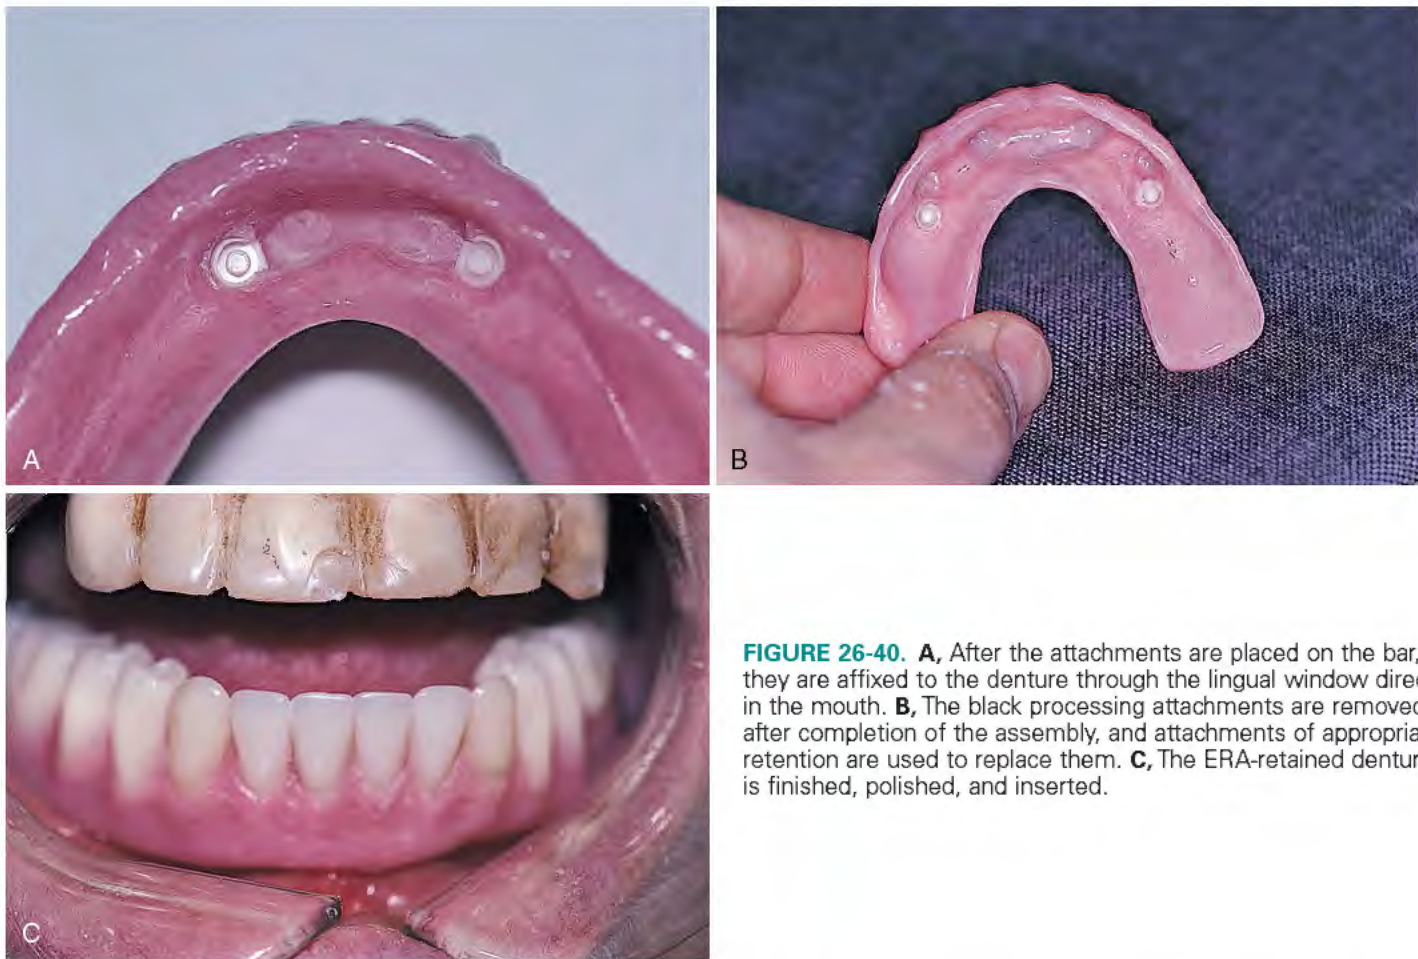 A
B
C
FIGURE 26-40. A, After the attachments are placed on the bar,
they are affixed to the denture through the lingual window
in the mouth. B, The black processing attachments are
after completion of the assembly, and attachments of
retention are used to replace them. C, The ERA-retained
is finished, polished, and inserted.